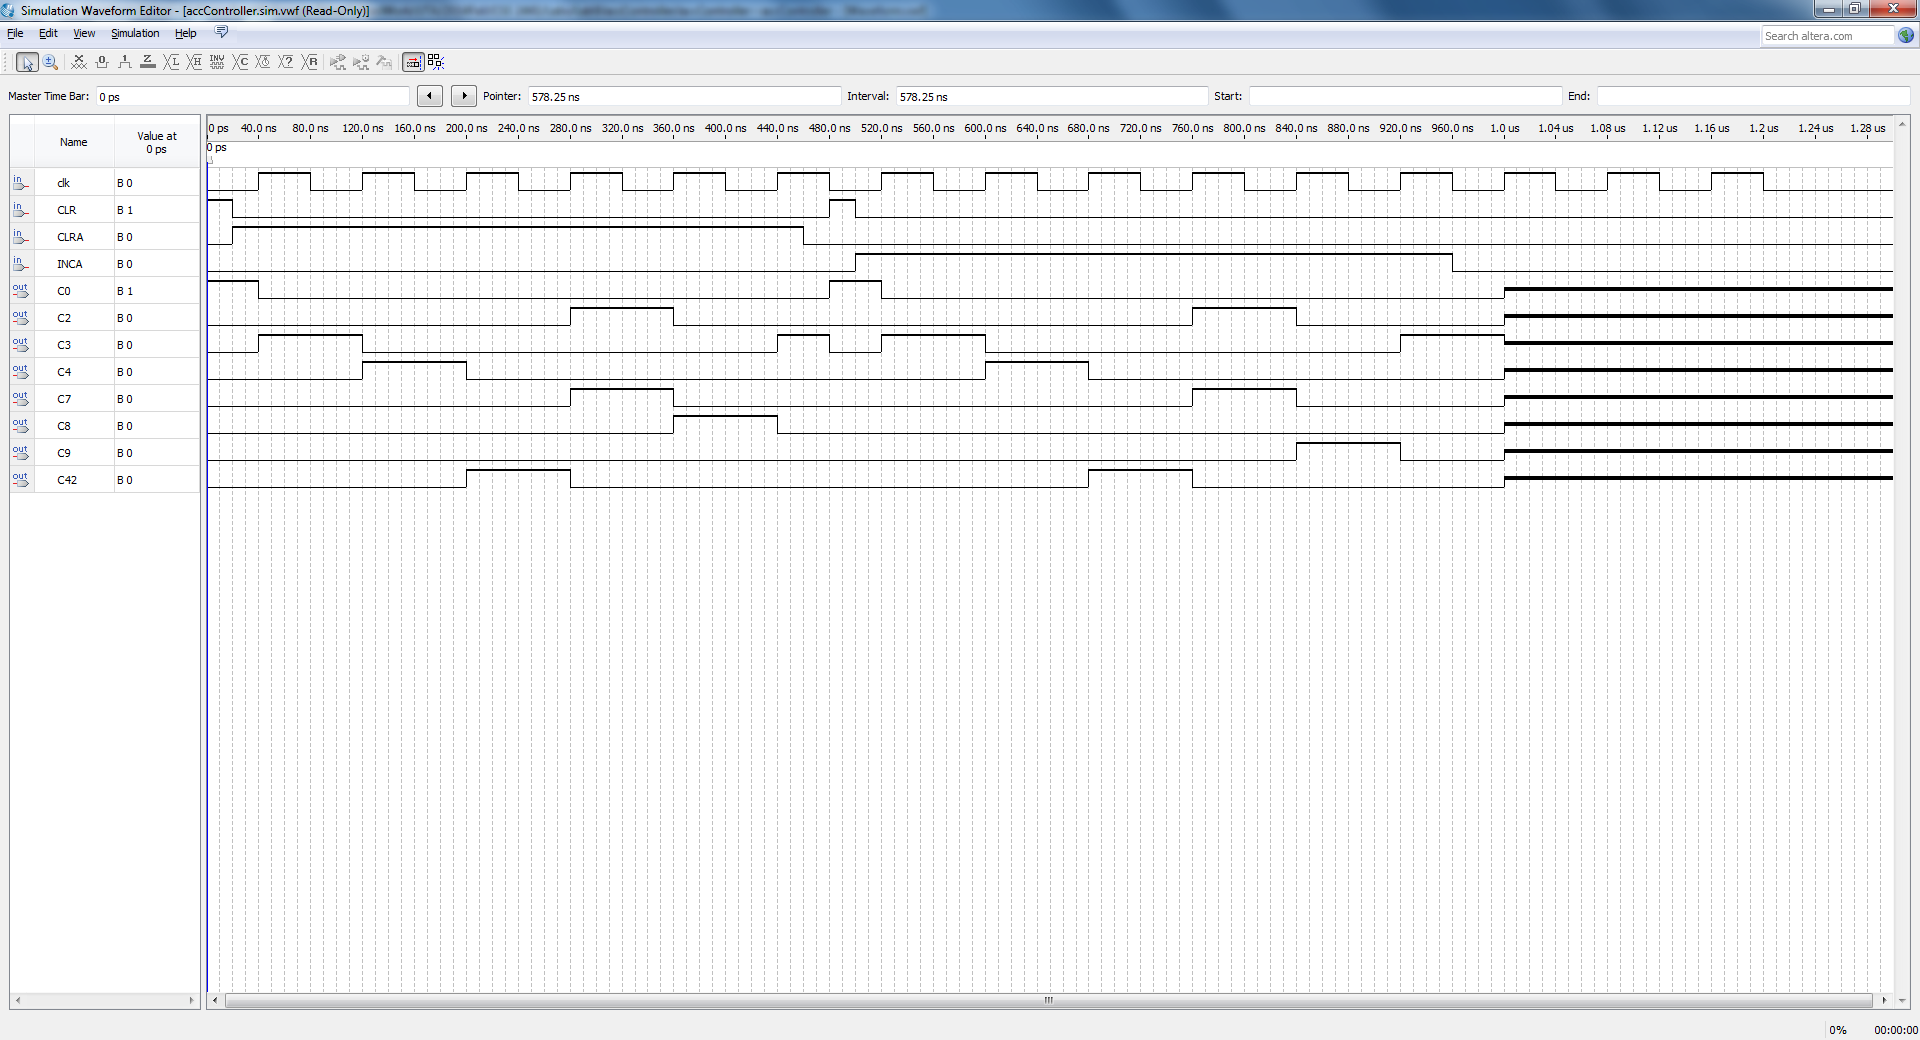 Simulation Waveform Editor - [accController.sim.vwf (Read-Only)]
File Edit View Simulation Help
Search altera.com
Master Time Bar: 0 ps Pointer: 578.25 ns Interval: 578.25 ns Start: End:
Name Value at 0 ps
0 ps 40.0 ns 80.0 ns 120.0 ns 160.0 ns 200.0 ns 240.0 ns 280.0 ns 320.0 ns 360.0 ns 400.0 ns 440.0 ns 480.0 ns 520.0 ns 560.0 ns 600.0 ns 640.0 ns 680.0 ns 720.0 ns 760.0 ns 800.0 ns 840.0 ns 880.0 ns 920.0 ns 960.0 ns 1.0 us 1.04 us 1.08 us 1.12 us 1.16 us 1.2 us 1.24 us 1.28 us
0 ps
in clk B 0
in CLR B 1
in CLRA B 0
in INCA B 0
out C0 B 1
out C2 B 0
out C3 B 0
out C4 B 0
out C7 B 0
out C8 B 0
out C9 B 0
out C42 B 0
0% 00:00:00